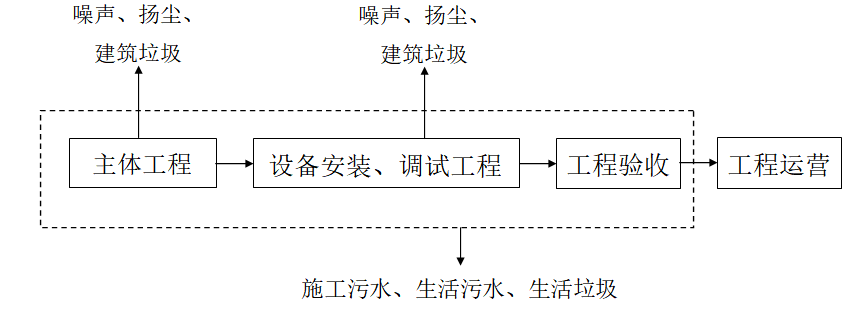 噪声、扬尘、
建筑垃圾
噪声、扬尘、
建筑垃圾
主体工程
设备安装、调试工程
工程验收
工程运营
施工污水、生活污水、生活垃圾